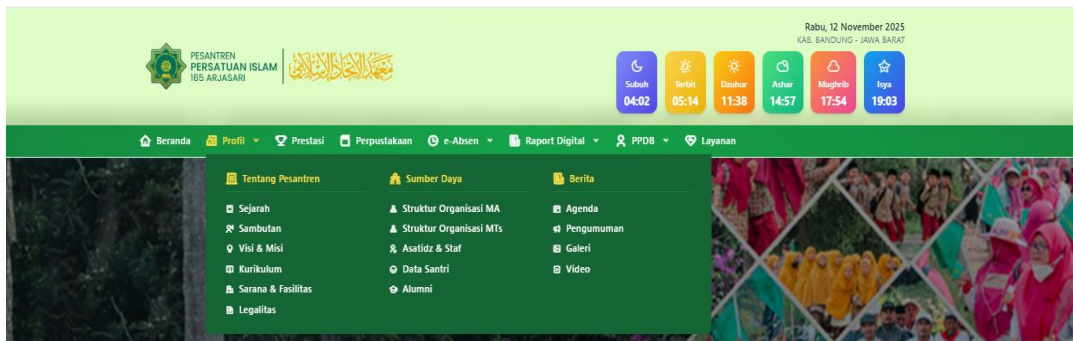 Rabu, 12 November 2025
KAB. BANDUNG - JAWA BARAT
PESANTREN
PERSATUAN ISLAM
165 ARJASARI
Subuh
04:02
Terbit
05:14
Dzuhur
11:38
Ashar
14:57
Maghrib
17:54
Isya
19:03
Beranda Profil Prestasi Perpustakaan e-Absen Raport Digital PPDB Layanan
Tentang Pesantren
Sejarah
Sambutan
Visi & Misi
Kurikulum
Sarana & Fasilitas
Legalitas
Sumber Daya
Struktur Organisasi MA
Struktur Organisasi MTs
Asatidz & Staf
Data Santri
Alumni
Berita
Agenda
Pengumuman
Galeri
Video